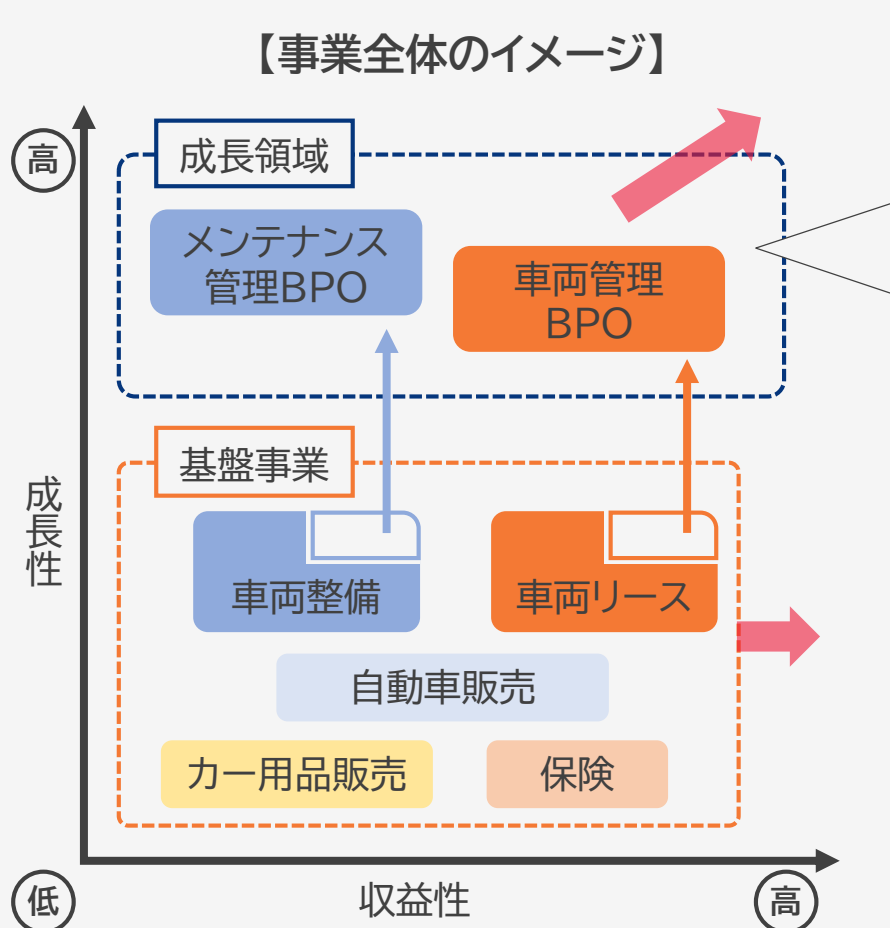 【事業全体のイメージ】
高
成長領域
メンテナンス
管理BPO
車両管理
BPO
成長性
基盤事業
車両整備
車両リース
自動車販売
カー用品販売
保険
低
収益性
高